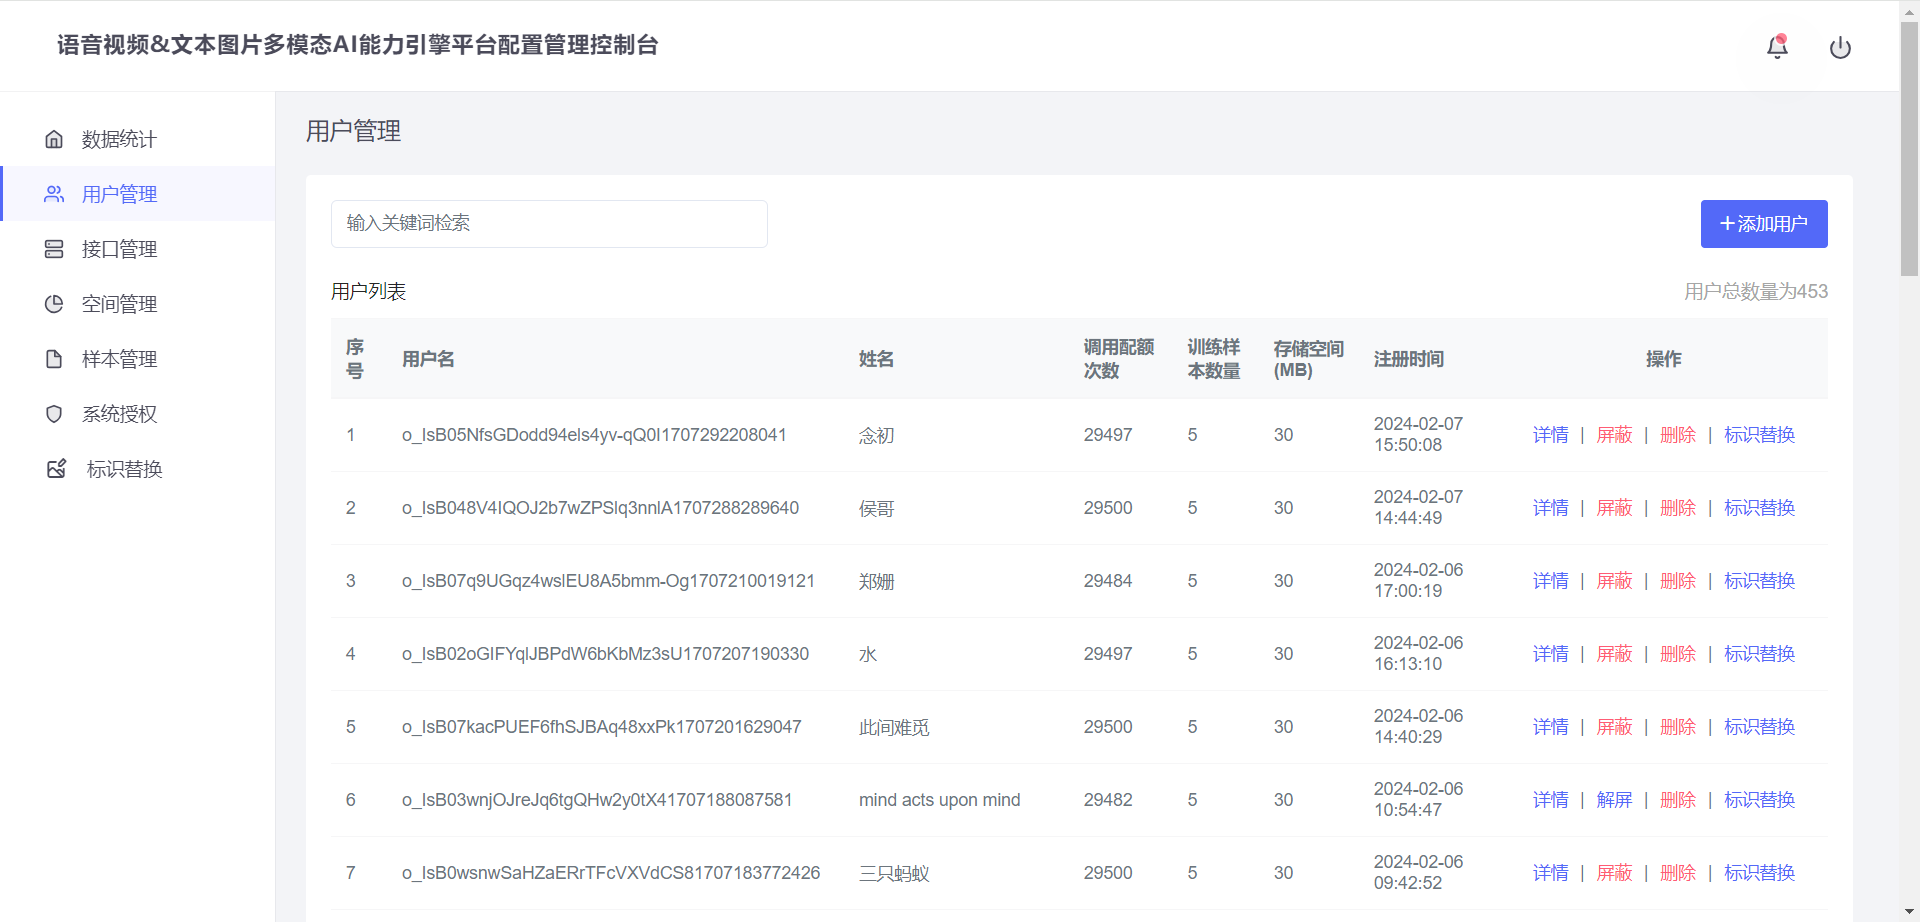 语音视频&文本图片多模态AI能力引擎平台配置管理控制台
数据统计
用户管理
接口管理
空间管理
样本管理
系统授权
标识替换
用户管理
输入关键词检索
+添加用户
用户列表
用户总数量为453
序号 用户名 姓名 调用配额次数 训练样本数量 存储空间(MB) 注册时间 操作
1 o_IsB05NfsGDodd94els4yv-qQ0I1707292208041 念初 29497 5 30 2024-02-07 15:50:08 详情 | 屏蔽 | 删除 | 标识替换
2 o_IsB048V4IQOJ2b7wZPSlq3nnlA1707288289640 侯哥 29500 5 30 2024-02-07 14:44:49 详情 | 屏蔽 | 删除 | 标识替换
3 o_IsB07q9UGqz4wslEU8A5bmm-Og1707210019121 郑姗 29484 5 30 2024-02-06 17:00:19 详情 | 屏蔽 | 删除 | 标识替换
4 o_IsB02oGIFYqlJBPdW6bKbMz3sU1707207190330 水 29497 5 30 2024-02-06 16:13:10 详情 | 屏蔽 | 删除 | 标识替换
5 o_IsB07kacPUEF6fhSJBAq48xxPk1707201629047 此间难觅 29500 5 30 2024-02-06 14:40:29 详情 | 屏蔽 | 删除 | 标识替换
6 o_IsB03wnjOJreJq6tgQHw2y0tX41707188087581 mind acts upon mind 29482 5 30 2024-02-06 10:54:47 详情 | 解屏 | 删除 | 标识替换
7 o_IsB0wsnwSaHZaERrTFcVXVdCS81707183772426 三只蚂蚁 29500 5 30 2024-02-06 09:42:52 详情 | 屏蔽 | 删除 | 标识替换